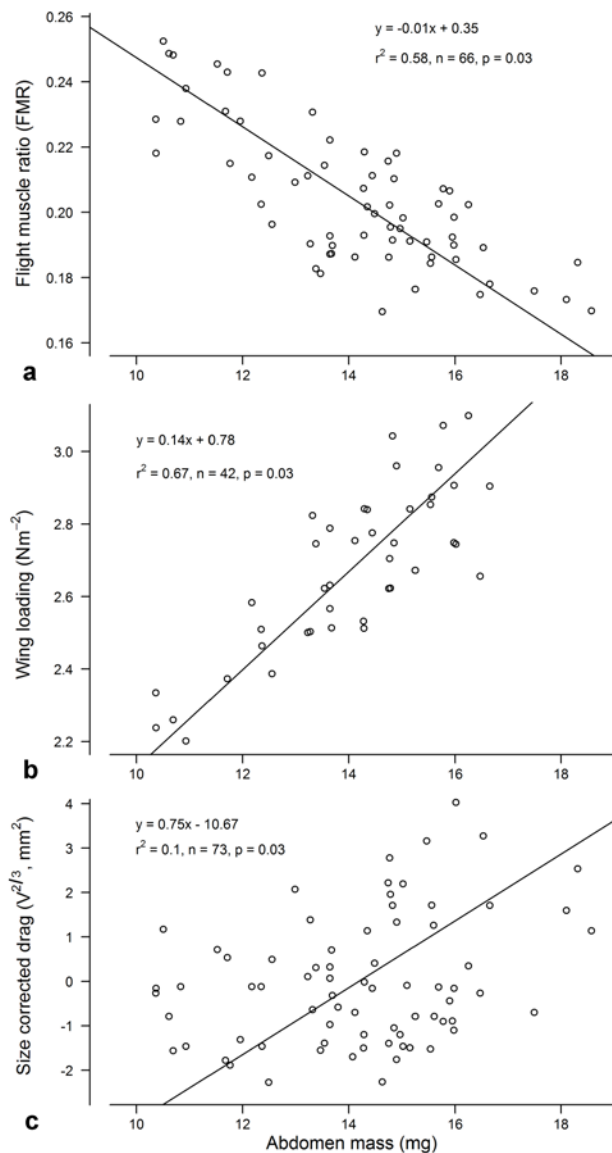 0.26
0.24
0.22
0.20
0.18
0.16
Flight muscle ratio (FMR)
y = -0.01x + 0.35
r² = 0.58, n = 66, p = 0.03
10 12 14 16 18
a
3.0
2.8
2.6
2.4
2.2
Wing loading (Nm⁻²)
y = 0.14x + 0.78
r² = 0.67, n = 42, p = 0.03
10 12 14 16 18
b
4
3
2
1
0
-1
-2
Size corrected drag (V²/³, mm²)
y = 0.75x - 10.67
r² = 0.1, n = 73, p = 0.03
10 12 14 16 18
c
Abdomen mass (mg)